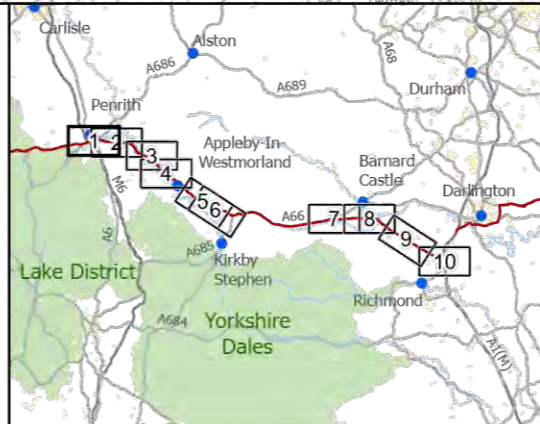 Carlisle
Alston
A686
A689
A68
Durham
Penrith
1
2
3
4
Appleby-In
Westmorland
Barnard
Castle
Darlington
M6
A6
5
6
A66
7
8
9
10
A685
Kirkby
Stephen
Lake District
Richmond
A684
Yorkshire
Dales
A1(M)